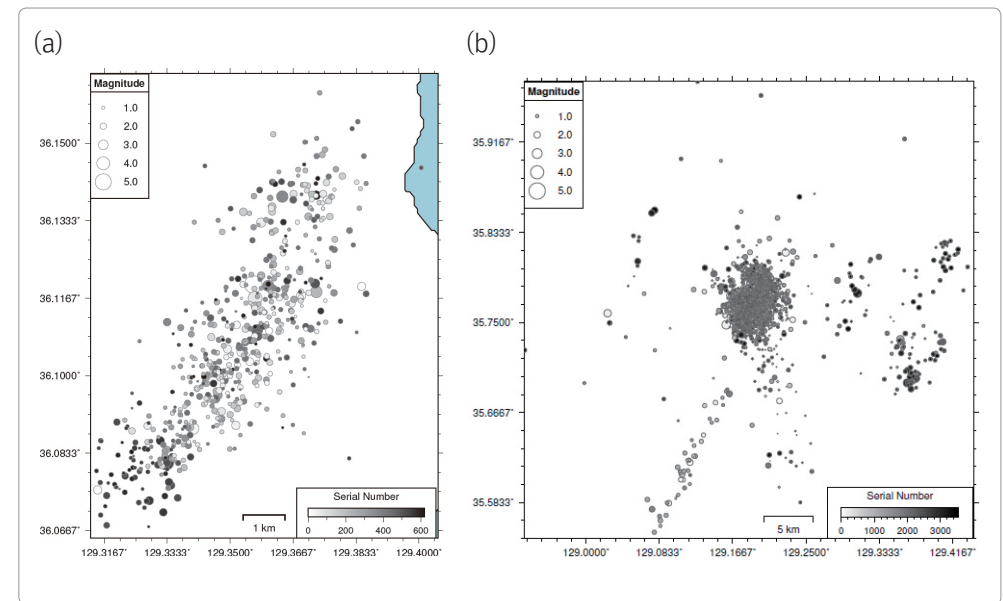 (a)
Magnitude
1.0
2.0
3.0
4.0
5.0
36.1500°
36.1333°
36.1167°
36.1000°
36.0833°
36.0667°
Serial Number
0 200 400 600
1 km
129.3167° 129.3333° 129.3500° 129.3667° 129.3833° 129.4000°
(b)
Magnitude
1.0
2.0
3.0
4.0
5.0
35.9167°
35.8333°
35.7500°
35.6667°
35.5833°
Serial Number
0 1000 2000 3000
5 km
129.0000° 129.0833° 129.1667° 129.2500° 129.3333° 129.4167°